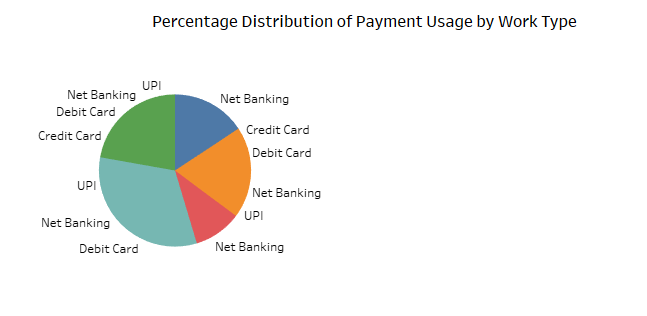 Percentage Distribution of Payment Usage by Work Type
UPI
Net Banking
Net Banking
Debit Card
Credit Card
Credit Card
Debit Card
UPI
Net Banking
UPI
Net Banking
Debit Card
Net Banking